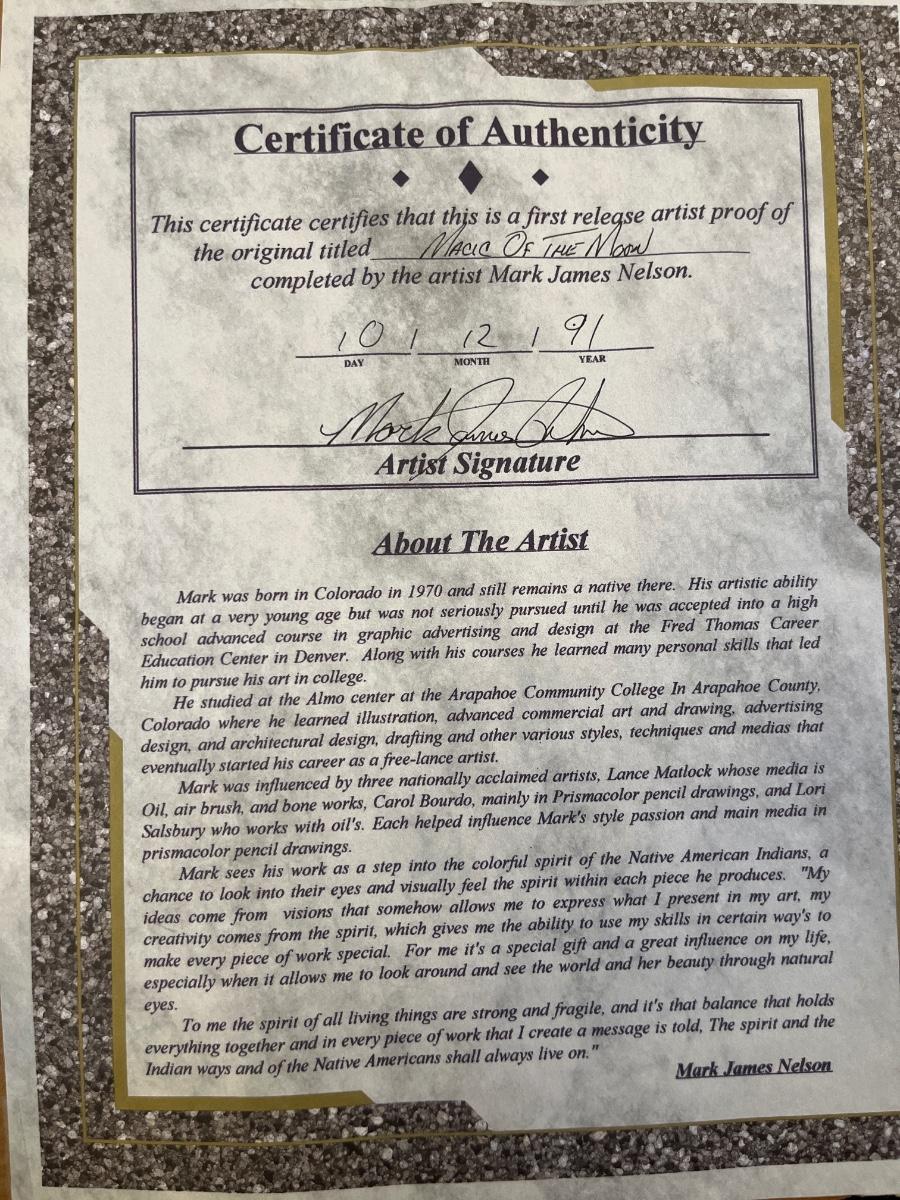 Certificate of Authenticity
This certificate certifies that this is a first release artist proof of
the original titled Magic Of The Moon
completed by the artist Mark James Nelson.
10 / 12 / 91
DAY MONTH YEAR
Mark James Nelson
Artist Signature
About The Artist
Mark was born in Colorado in 1970 and still remains a native there. His artistic ability
began at a very young age but was not seriously pursued until he was accepted into a high
school advanced course in graphic advertising and design at the Fred Thomas Career
Education Center in Denver. Along with his courses he learned many personal skills that led
him to pursue his art in college.
He studied at the Almo center at the Arapahoe Community College In Arapahoe County,
Colorado where he learned illustration, advanced commercial art and drawing, advertising
design, and architectural design, drafting and other various styles, techniques and medias that
eventually started his career as a free-lance artist.
Mark was influenced by three nationally acclaimed artists, Lance Matlock whose media is
Oil, air brush, and bone works, Carol Bourdo, mainly in Prismacolor pencil drawings, and Lori
Salsbury who works with oil's. Each helped influence Mark's style passion and main media in
prismacolor pencil drawings.
Mark sees his work as a step into the colorful spirit of the Native American Indians, a
chance to look into their eyes and visually feel the spirit within each piece he produces. "My
ideas come from visions that somehow allows me to express what I present in my art, my
creativity comes from the spirit, which gives me the ability to use my skills in certain way's to
make every piece of work special. For me it's a special gift and a great influence on my life,
especially when it allows me to look around and see the world and her beauty through natural
eyes.
To me the spirit of all living things are strong and fragile, and it's that balance that holds
everything together and in every piece of work that I create a message is told, The spirit and the
Indian ways and of the Native Americans shall always live on."
Mark James Nelson